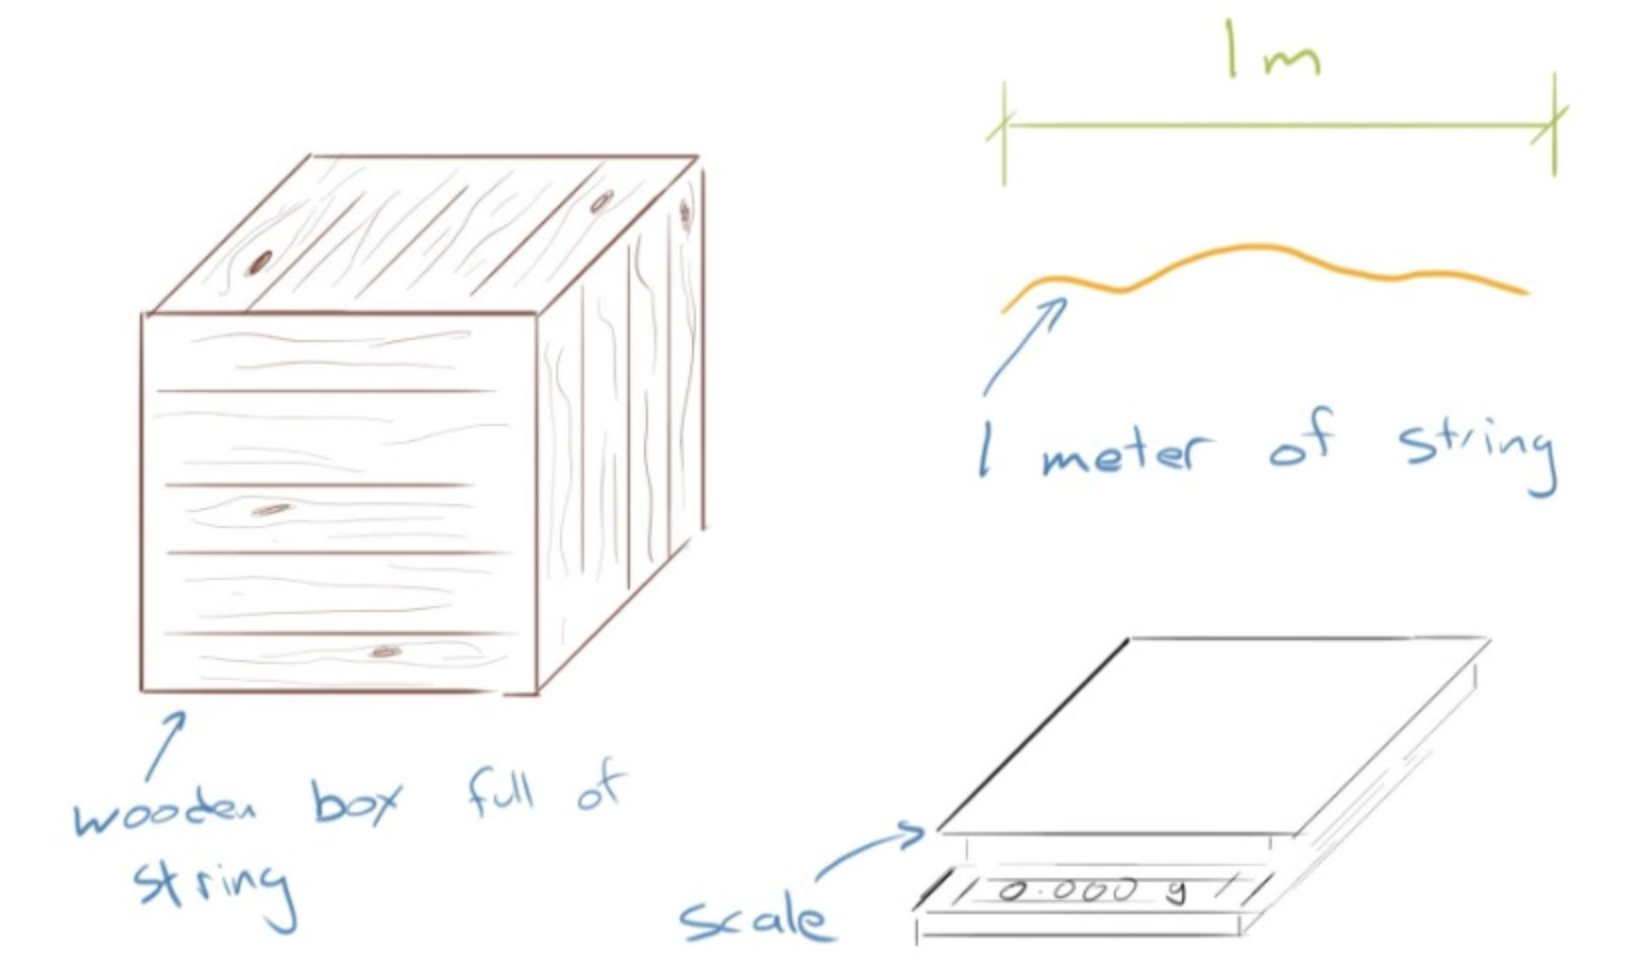 1m
1 meter of string
wooden box full of
string
scale
0.000 g